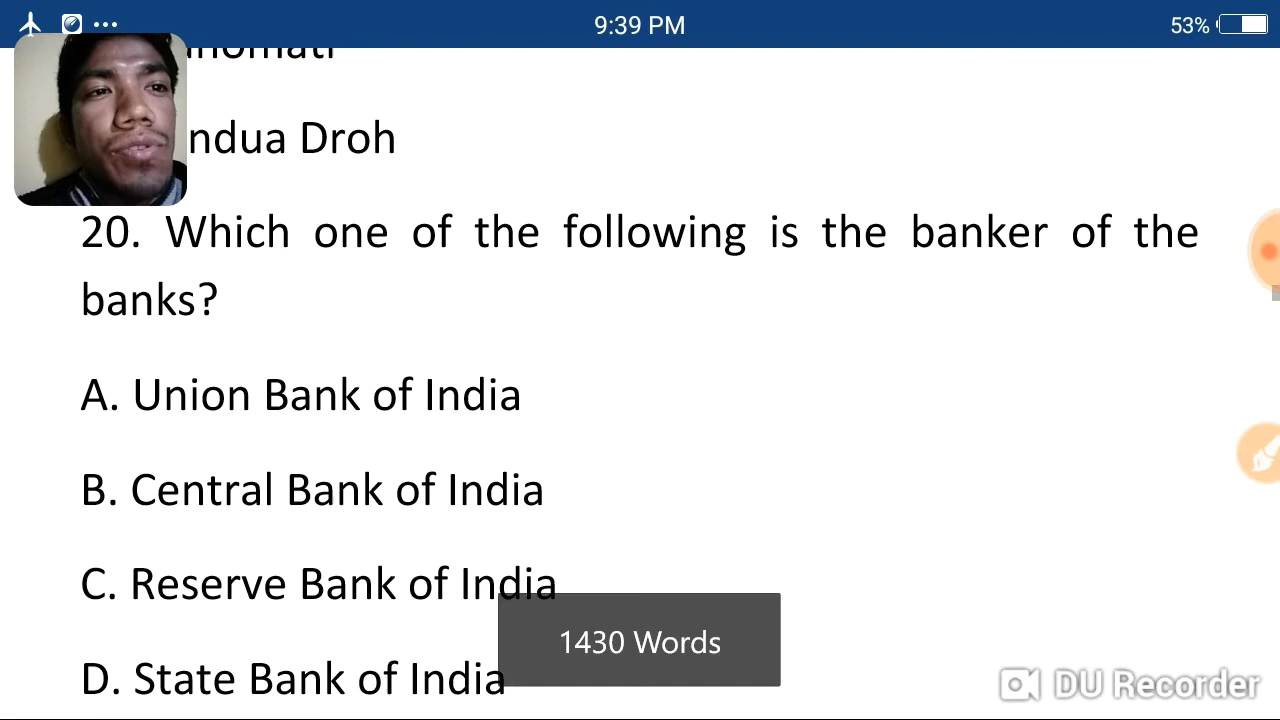 9:39 PM
53%
ndua Droh
20. Which one of the following is the banker of the
banks?
A. Union Bank of India
B. Central Bank of India
C. Reserve Bank of India
1430 Words
D. State Bank of India
DU Recorder